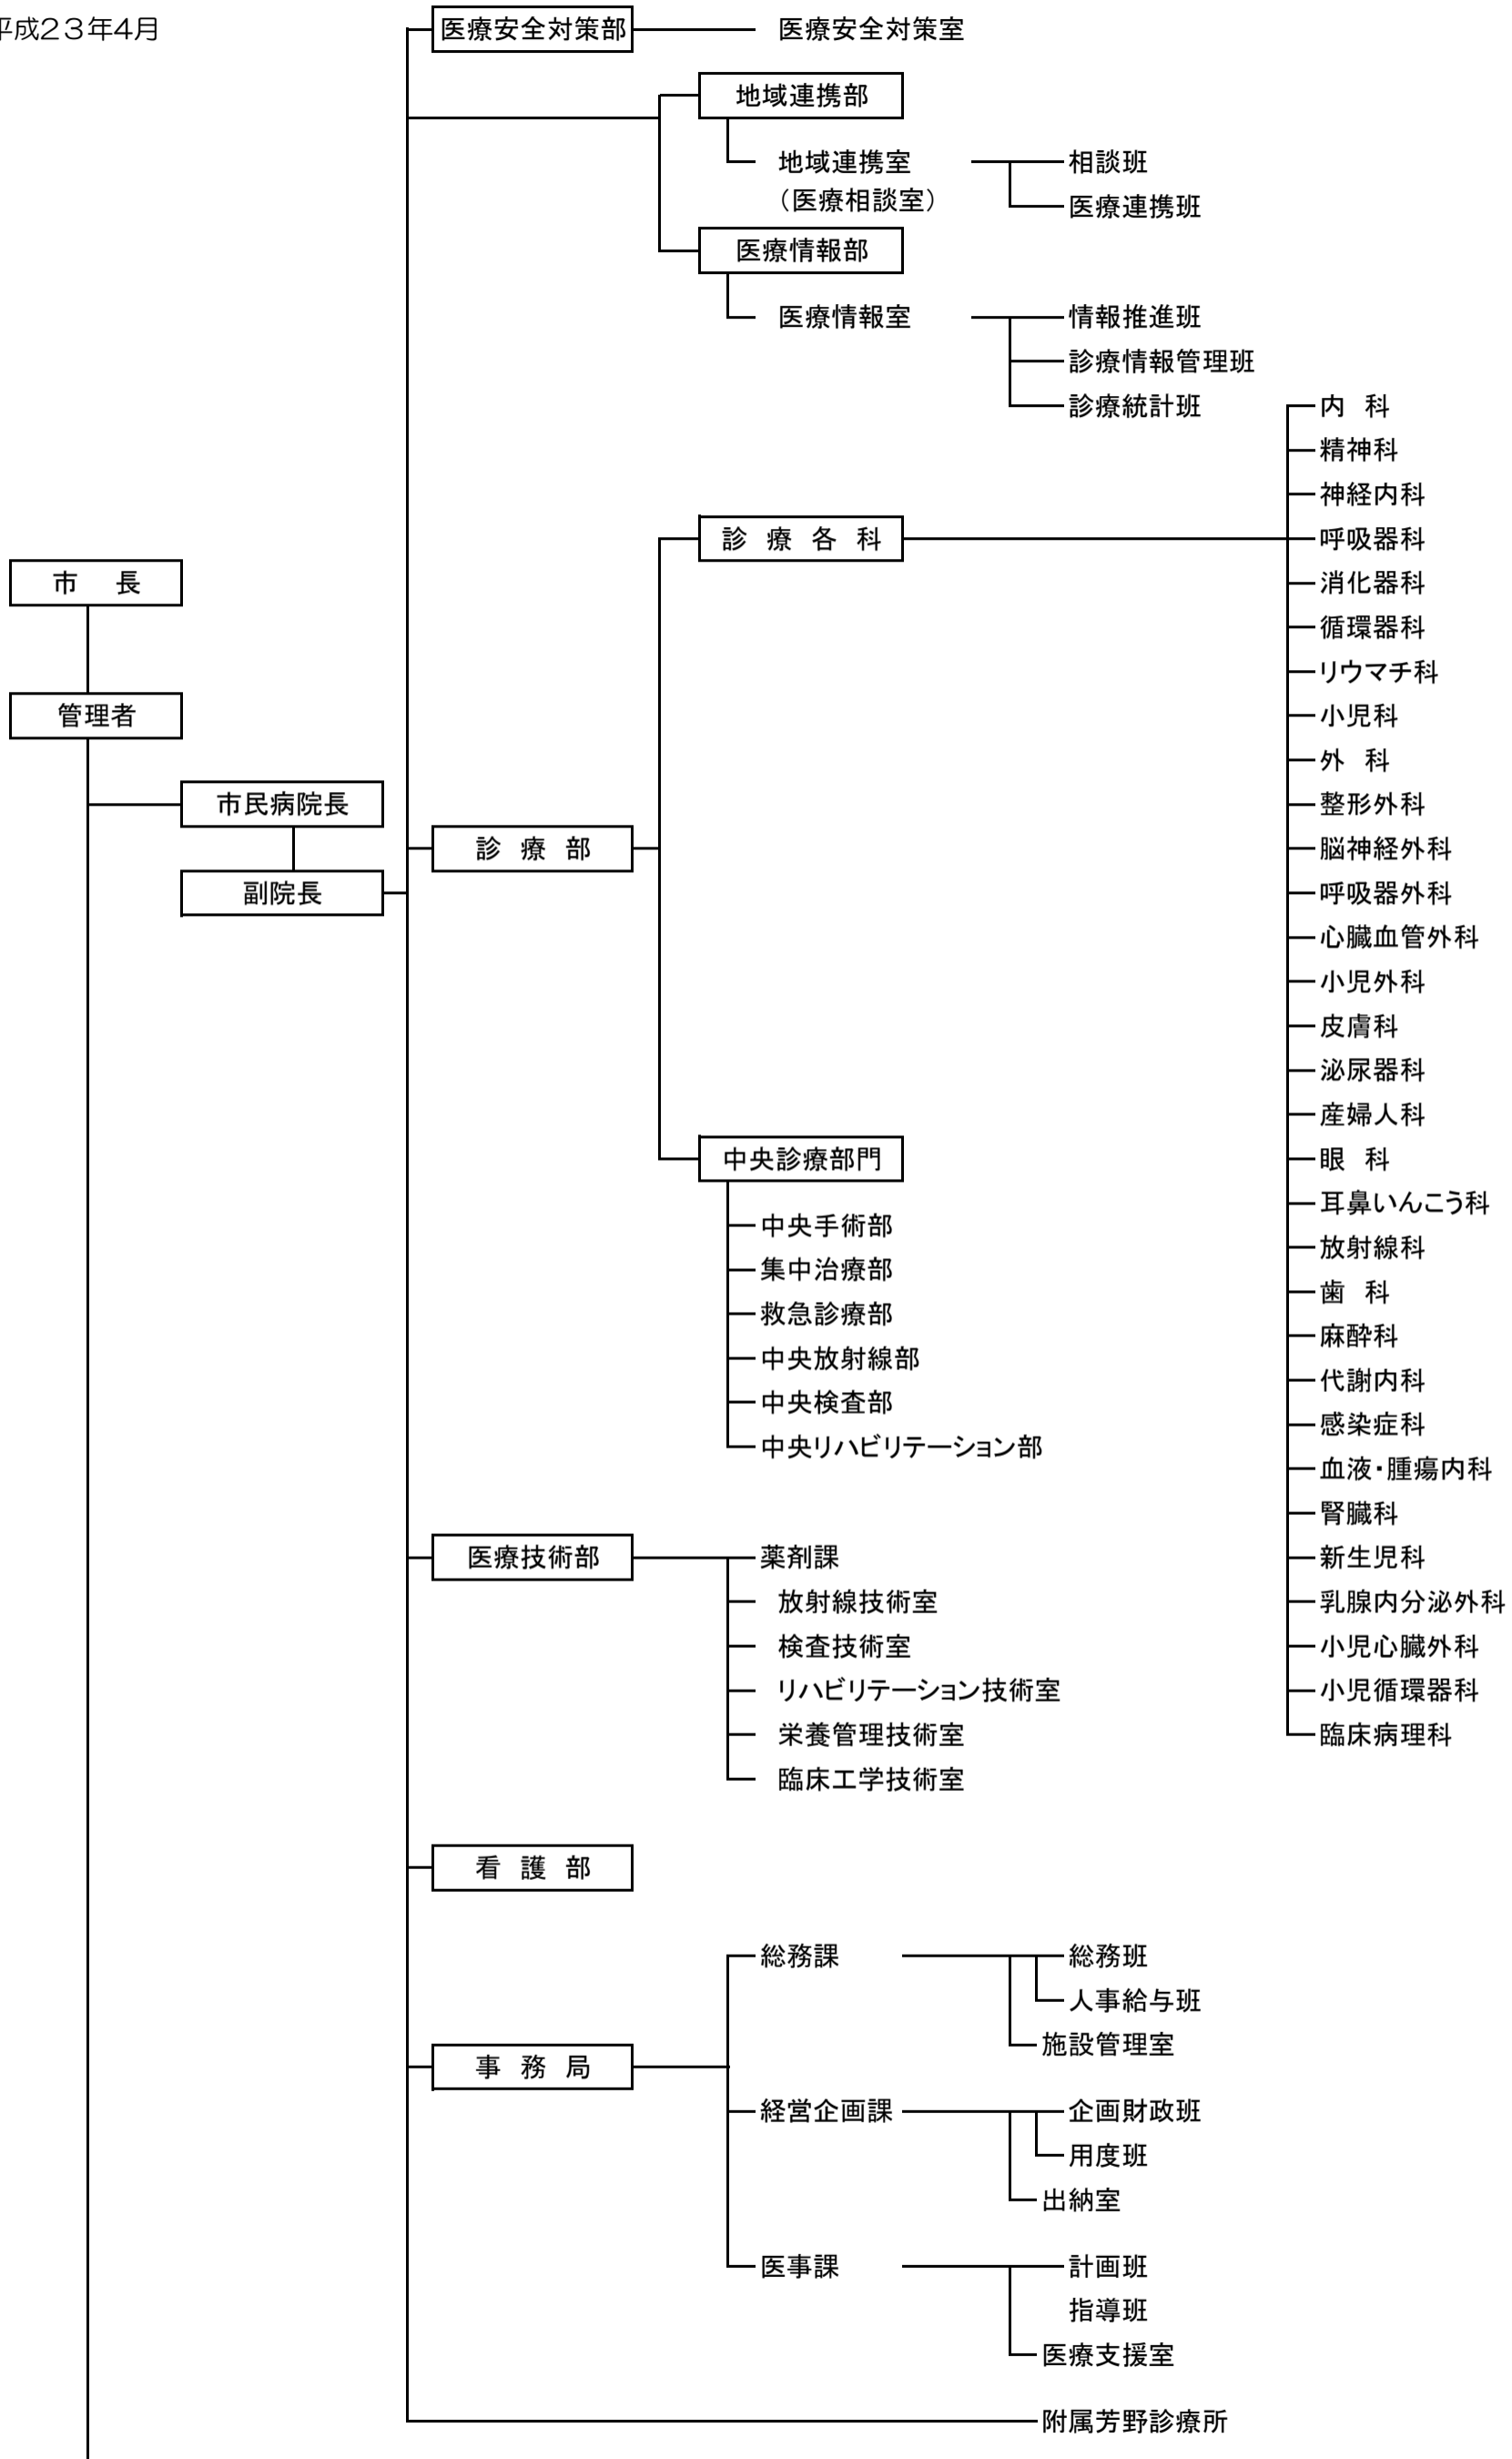 平成２３年４月
医療安全対策部 医療安全対策室
地域連携部
地域連携室 相談班
（医療相談室） 医療連携班
医療情報部
医療情報室 情報推進班
診療情報管理班
診療統計班 内　科
精神科
神経内科
診　療　各　科 呼吸器科
市　　長 消化器科
循環器科
リウマチ科
管理者 小児科
外　科
市民病院長 整形外科
診　療　部 脳神経外科
副院長 呼吸器外科
心臓血管外科
小児外科
皮膚科
泌尿器科
産婦人科
中央診療部門 眼　科
耳鼻いんこう科
中央手術部
放射線科
集中治療部
歯　科
救急診療部
麻酔科
中央放射線部
代謝内科
中央検査部
感染症科
中央リハビリテーション部
血液・腫瘍内科
腎臓科
医療技術部 薬剤課 新生児科
放射線技術室 乳腺内分泌外科
検査技術室 小児心臓外科
リハビリテーション技術室 小児循環器科
栄養管理技術室 臨床病理科
臨床工学技術室
看　護　部
総務課 総務班
人事給与班
施設管理室
事　務　局
経営企画課 企画財政班
用度班
出納室
医事課 計画班
指導班
医療支援室
附属芳野診療所